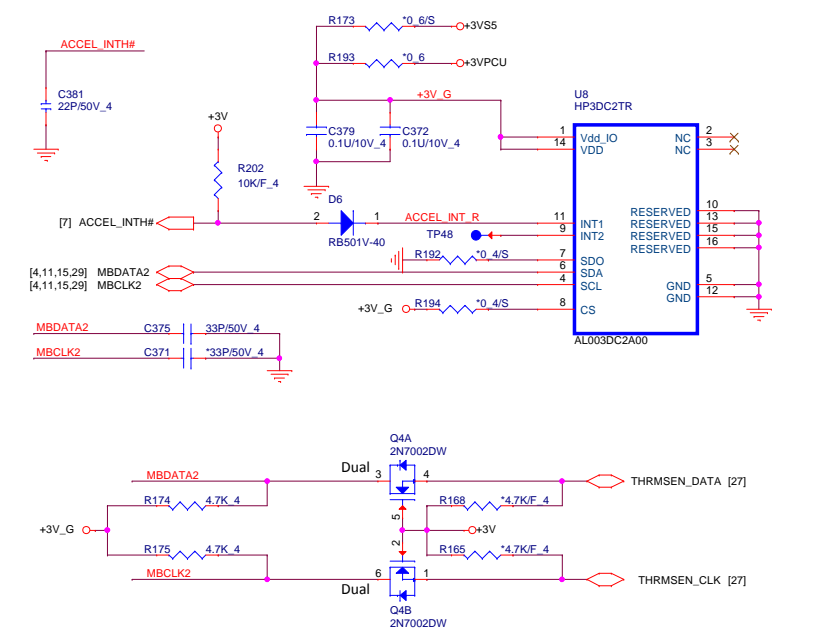 R173 *0_6/S +3VS5
ACCEL_INTH#
R193 *0_6 +3VPCU
C381
22P/50V_4
+3V_G
U8
HP3DC2TR
+3V
C379
0.1U/10V_4
C372
0.1U/10V_4
1 Vdd_IO NC 2
14 VDD NC 3
R202
10K/F_4
D6
RESERVED 10
RESERVED 13
RESERVED 15
RESERVED 16
[7] ACCEL_INTH# 2 1 ACCEL_INT_R 11 INT1
RB501V-40 TP48 9 INT2
R192 *0_4/S 7 SDO
[4,11,15,29] MBDATA2 6 SDA
[4,11,15,29] MBCLK2 4 SCL
GND 5
GND 12
+3V_G R194 *0_4/S 8 CS
AL003DC2A00
MBDATA2 C375 33P/50V_4
MBCLK2 C371 *33P/50V_4
Q4A
2N7002DW
MBDATA2 Dual 3 4 THRMSEN_DATA [27]
R174 4.7K_4 R168 *4.7K/F_4
5
+3V_G +3V
2
R175 4.7K_4 R165 *4.7K/F_4
MBCLK2 6 1 THRMSEN_CLK [27]
Dual
Q4B
2N7002DW